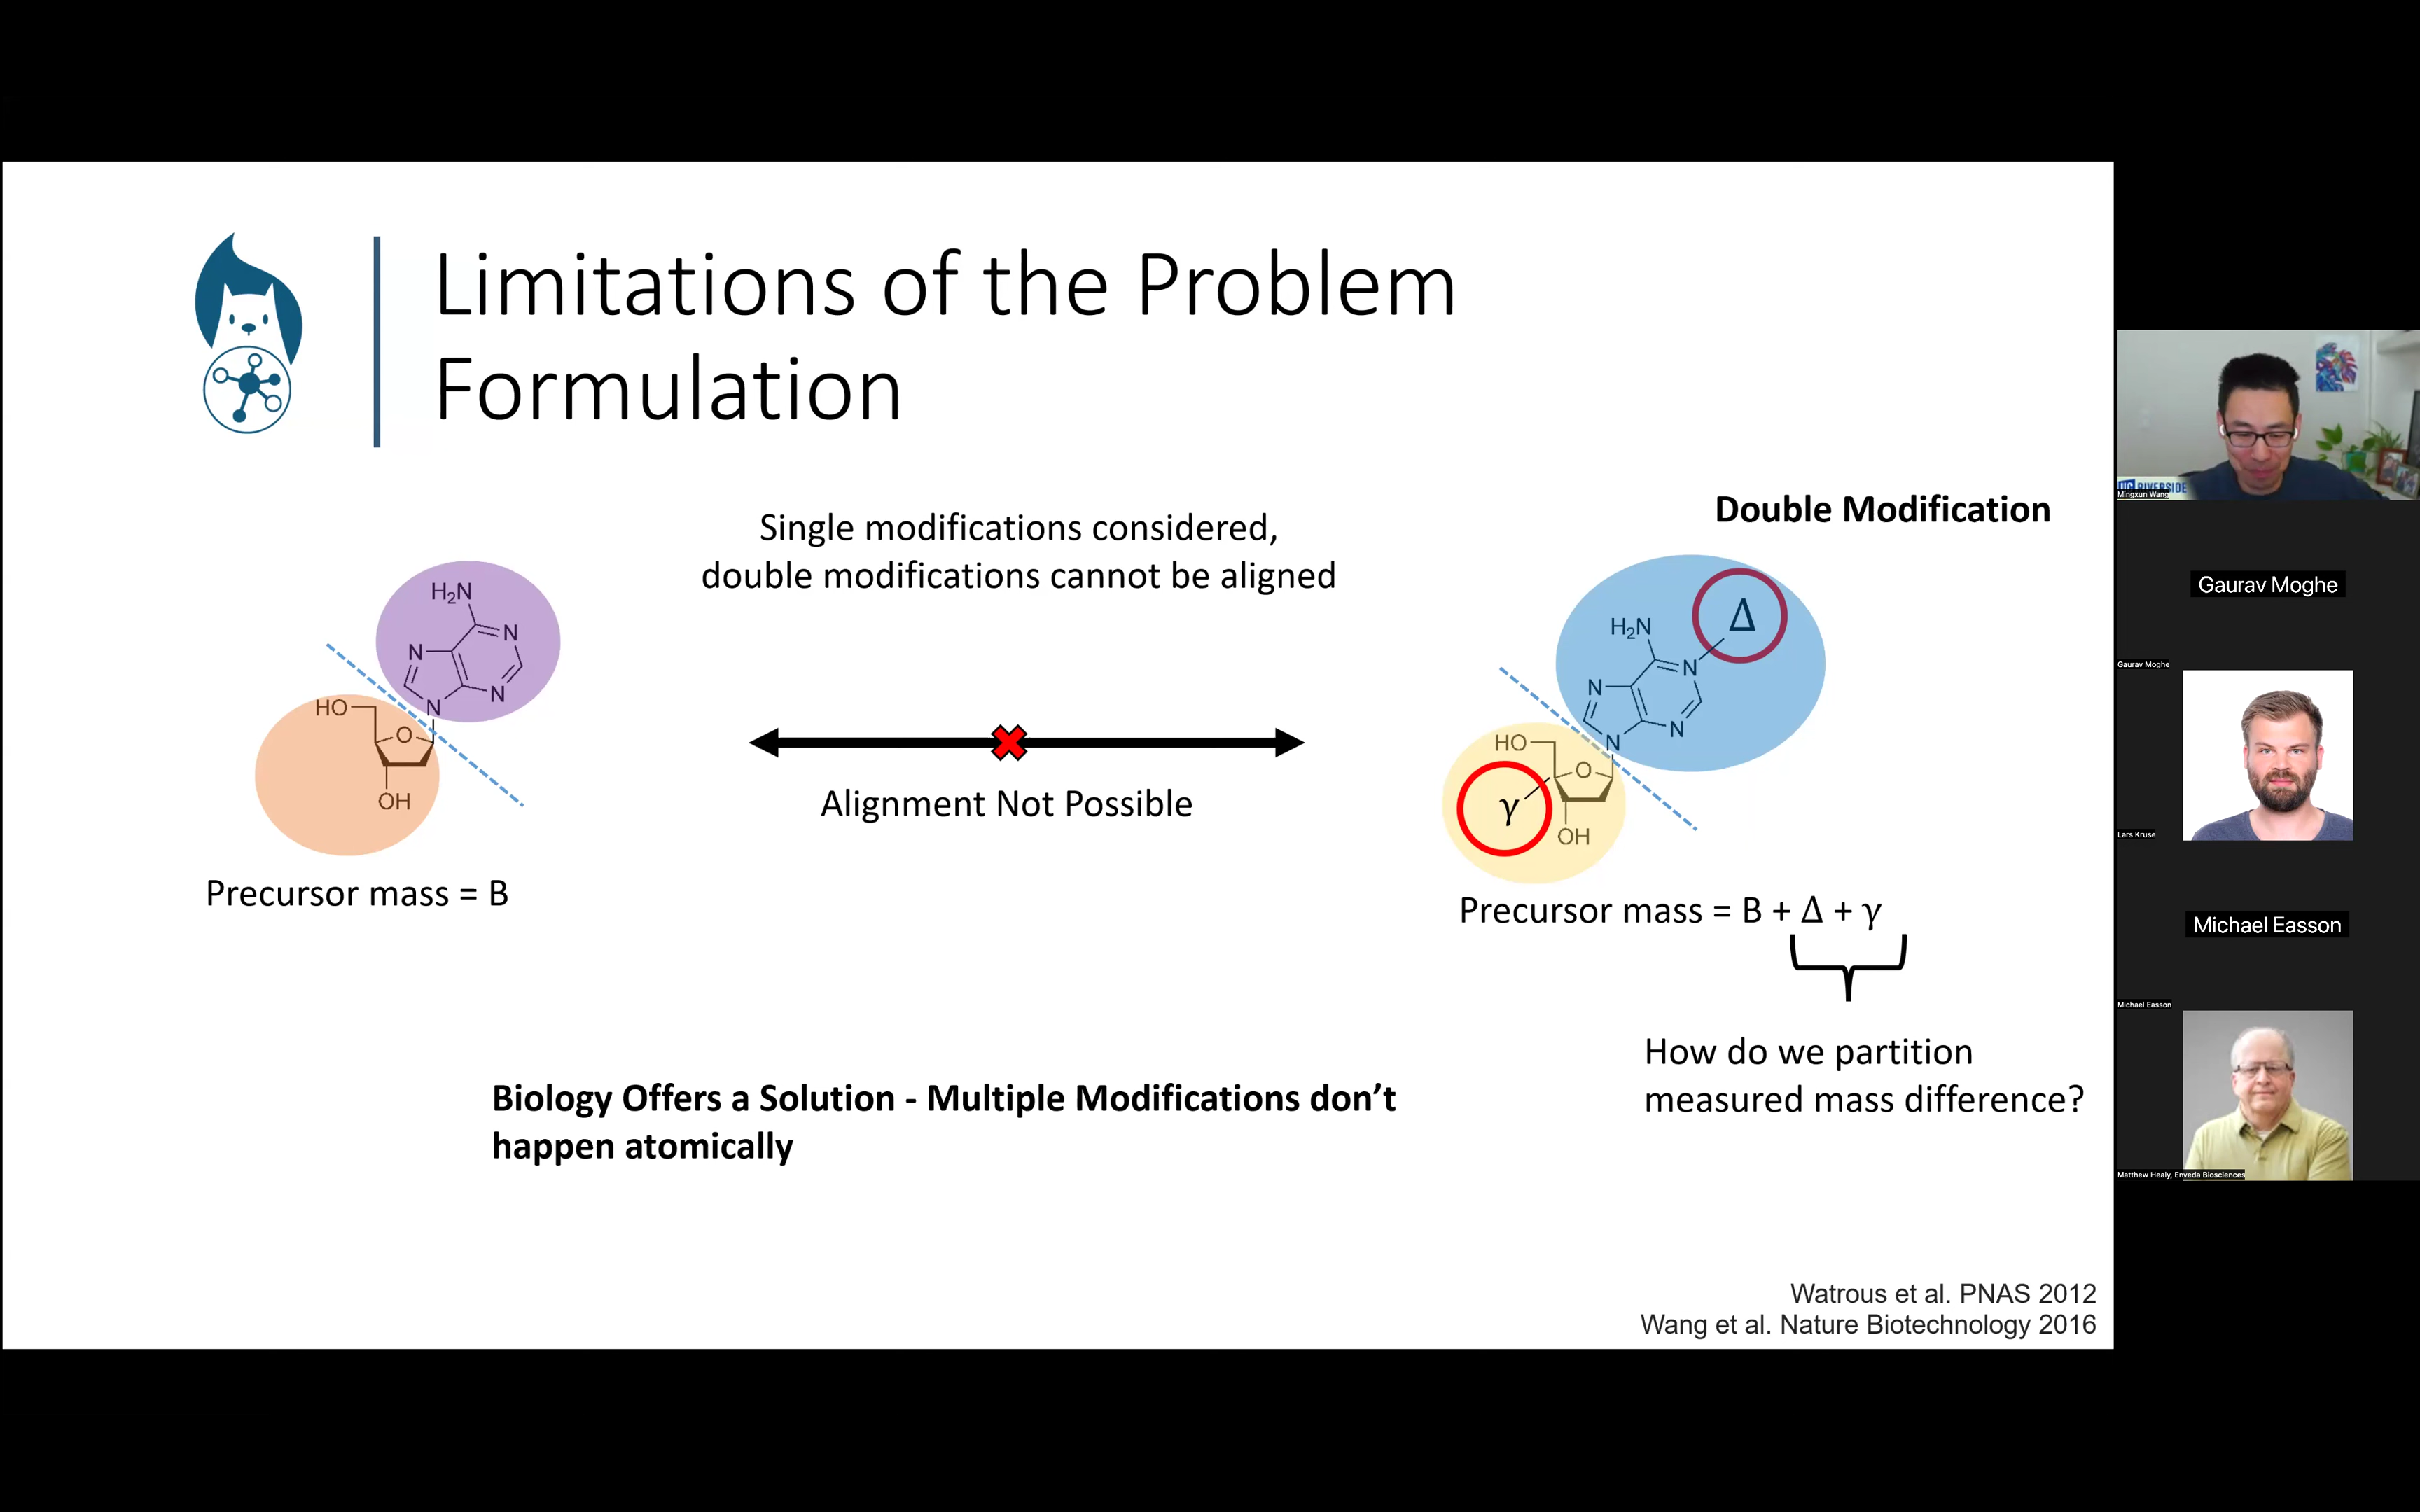 Limitations of the Problem
Formulation
Single modifications considered,
double modifications cannot be aligned
Double Modification
H₂N
N
N
N
N
HO
O
OH
Precursor mass = B
Alignment Not Possible
H₂N
Δ
N
N
N
N
HO
O
γ
OH
Precursor mass = B + Δ + γ
How do we partition
measured mass difference?
Biology Offers a Solution - Multiple Modifications don’t
happen atomically
Watrous et al. PNAS 2012
Wang et al. Nature Biotechnology 2016
RIVERSIDE
Mingxun Wang
Gaurav Moghe
Gaurav Moghe
Lars Kruse
Michael Easson
Michael Easson
Matthew Healy, Enveda Biosciences